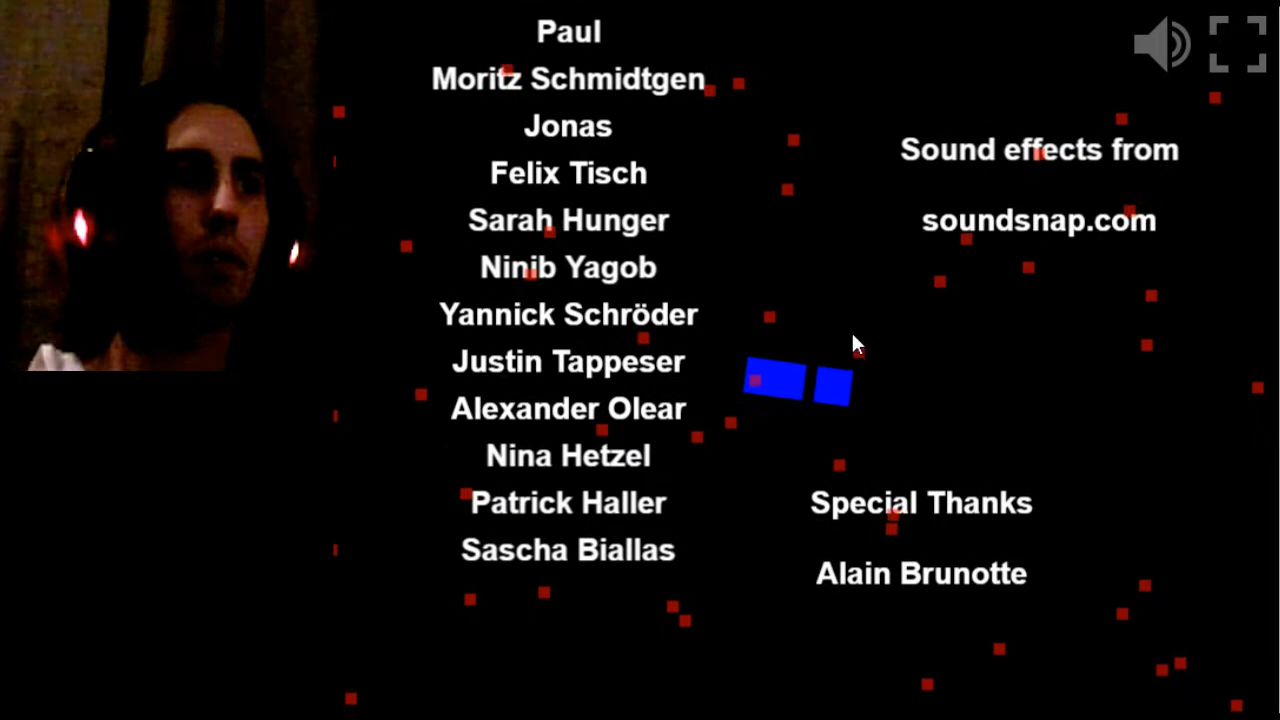 Paul
Moritz Schmidtgen
Jonas
Felix Tisch
Sarah Hunger
Ninib Yagob
Yannick Schröder
Justin Tappeser
Alexander Olear
Nina Hetzel
Patrick Haller
Sascha Biallas
Sound effects from
soundsnap.com
Special Thanks
Alain Brunotte